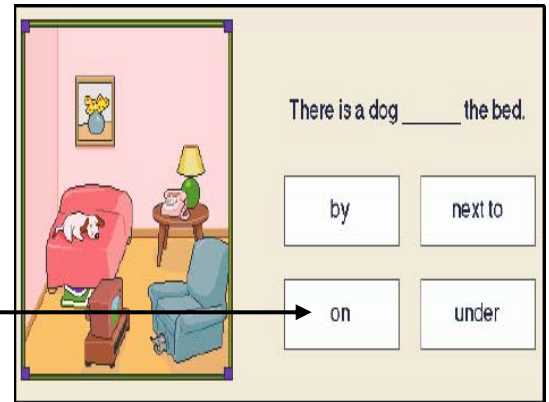 There is a dog ______ the bed.
by
next to
on
under